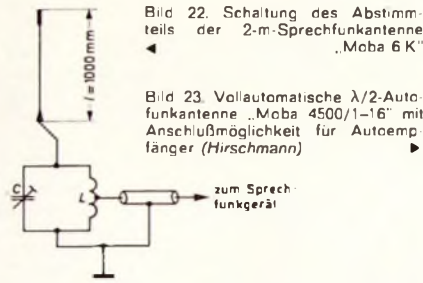 Bild 22. Schaltung des Abstimm-
teils der 2-m-Sprechfunkantenne
◄ „Moba 6 K"
Bild 23. Vollautomatische λ/2-Auto-
funkantenne „Moba 4500/1–16" mit
Anschlußmöglichkeit für Autoemp-
fänger (Hirschmann) ►
l = 1000 mm
C
L
zum Sprech-
funkgerät